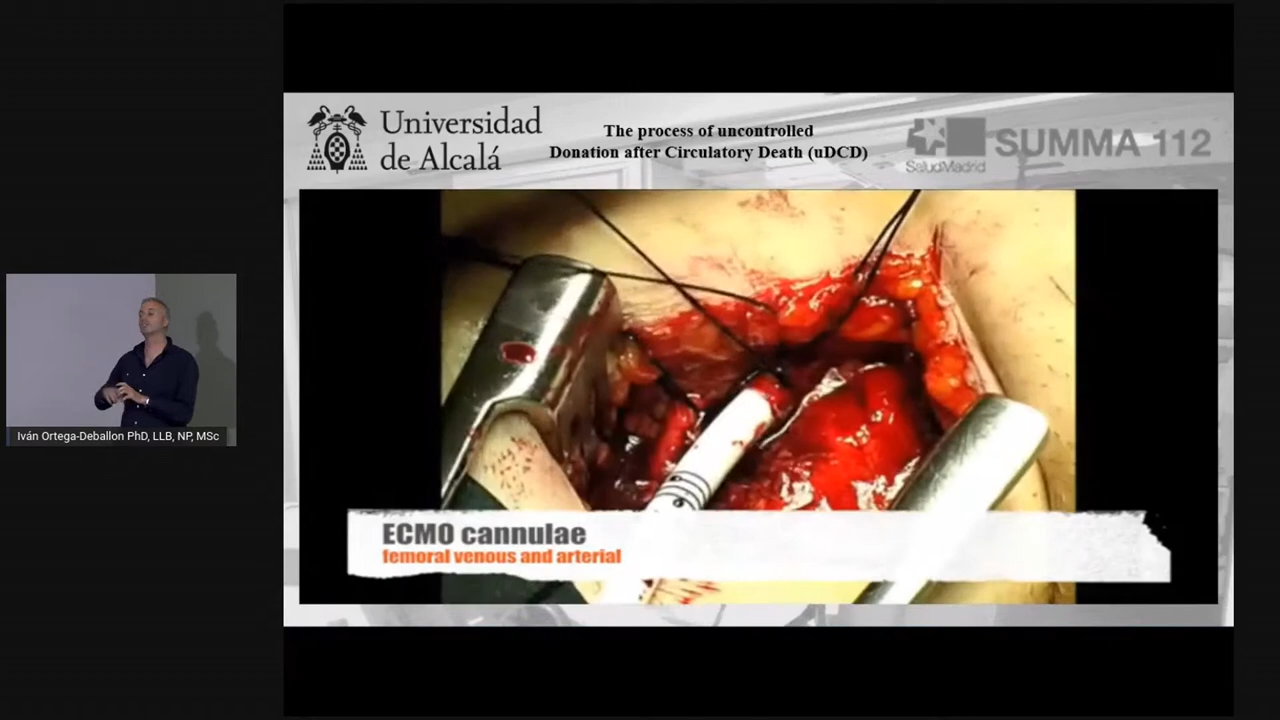 Universidad
de Alcalá
The process of uncontrolled
Donation after Circulatory Death (uDCD)
SaludMadrid
SUMMA 112
ECMO cannulae
femoral venous and arterial
Iván Ortega-Deballon PhD, LLB, NP, MSc